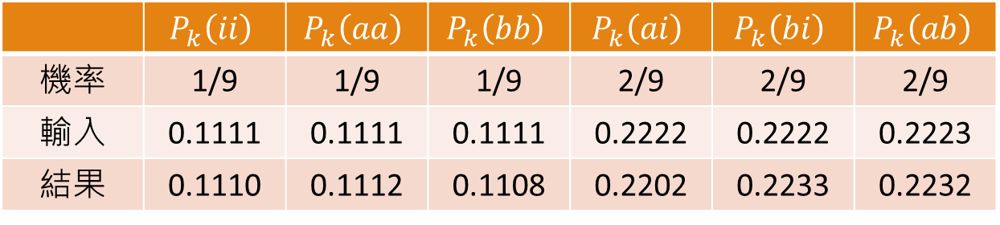 P_k(ii) P_k(aa) P_k(bb) P_k(ai) P_k(bi) P_k(ab)
機率 1/9 1/9 1/9 2/9 2/9 2/9
輸入 0.1111 0.1111 0.1111 0.2222 0.2222 0.2223
結果 0.1110 0.1112 0.1108 0.2202 0.2233 0.2232